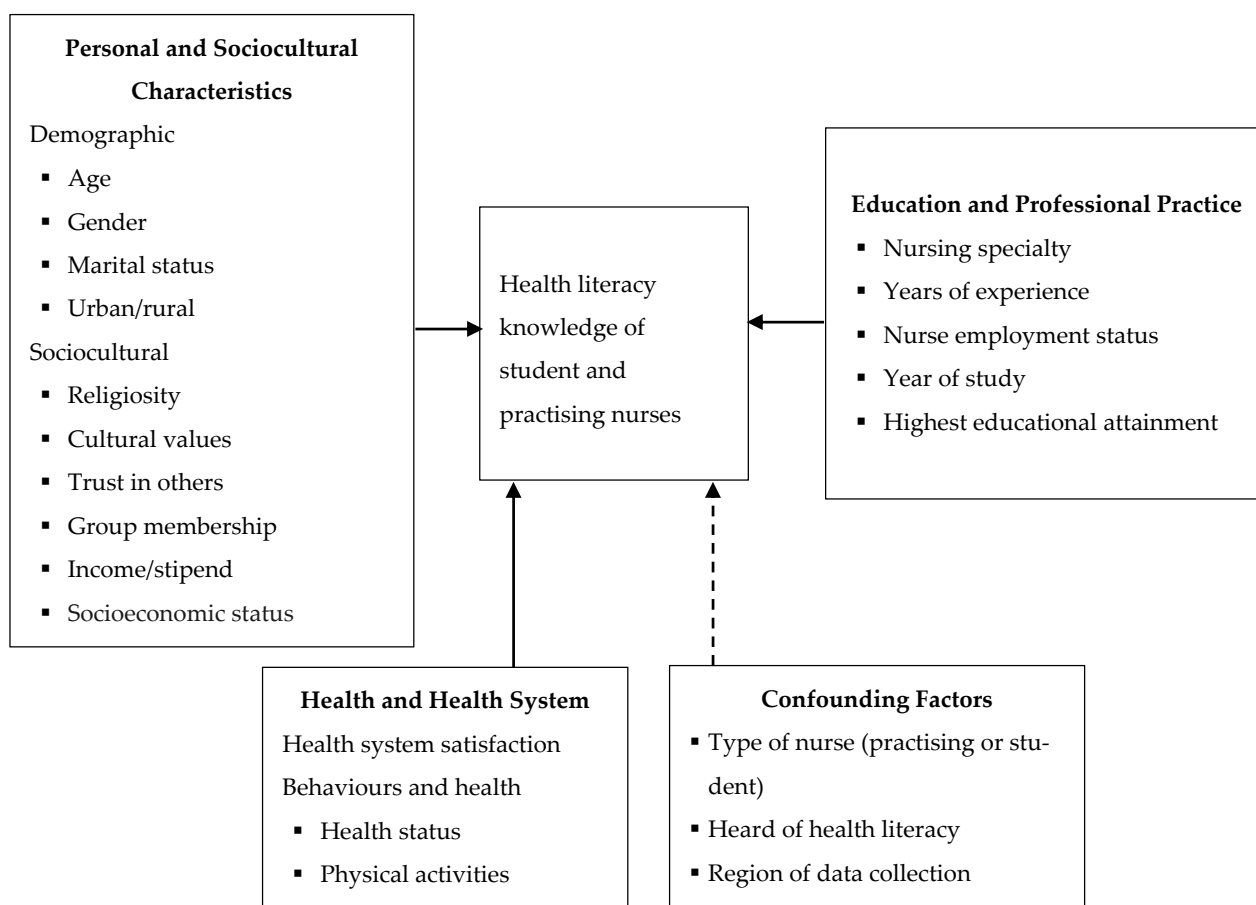 Personal and Sociocultural
Characteristics
Demographic
▪ Age
▪ Gender
▪ Marital status
▪ Urban/rural
Sociocultural
▪ Religiosity
▪ Cultural values
▪ Trust in others
▪ Group membership
▪ Income/stipend
▪ Socioeconomic status
Health literacy
knowledge of
student and
practising nurses
Education and Professional Practice
▪ Nursing specialty
▪ Years of experience
▪ Nurse employment status
▪ Year of study
▪ Highest educational attainment
Health and Health System
Health system satisfaction
Behaviours and health
▪ Health status
▪ Physical activities
Confounding Factors
▪ Type of nurse (practising or stu-
dent)
▪ Heard of health literacy
▪ Region of data collection